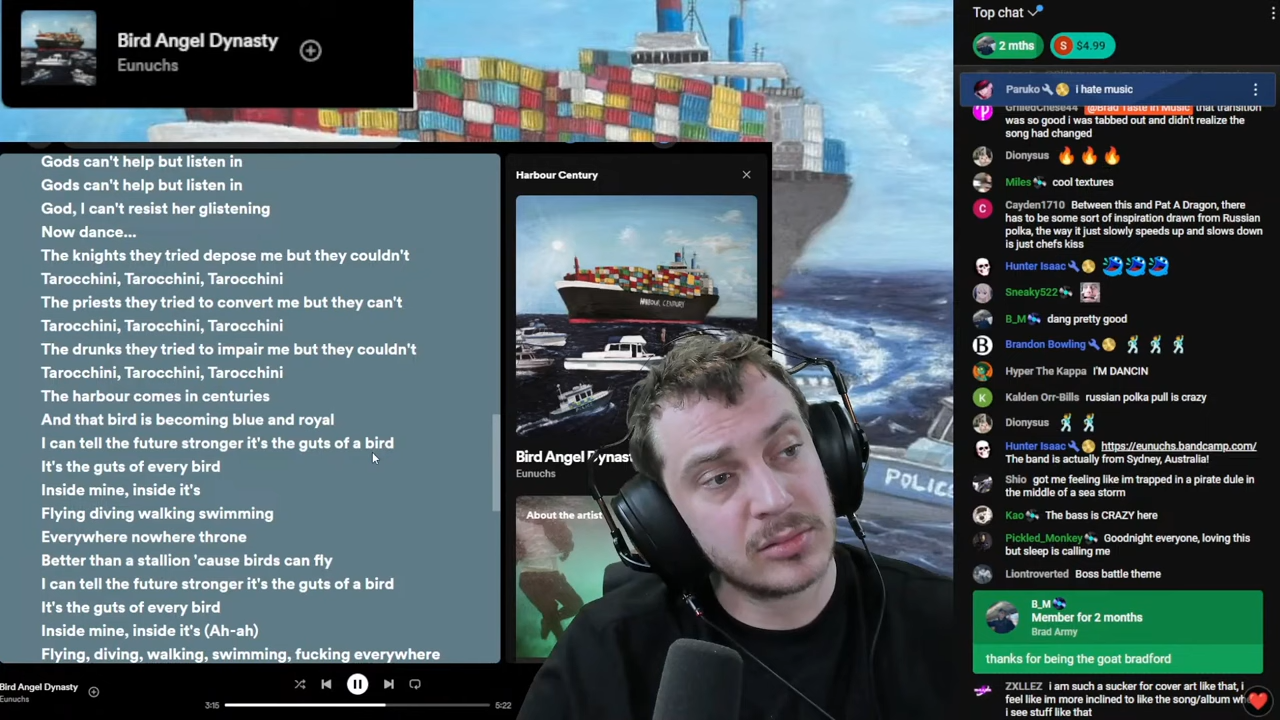 Bird Angel Dynasty
Eunuchs
Gods can't help but listen in
Gods can't help but listen in
God, I can't resist her glistening
Now dance...
The knights they tried depose me but they couldn't
Tarocchini, Tarocchini, Tarocchini
The priests they tried to convert me but they can't
Tarocchini, Tarocchini, Tarocchini
The drunks they tried to impair me but they couldn't
Tarocchini, Tarocchini, Tarocchini
The harbour comes in centuries
And that bird is becoming blue and royal
I can tell the future stronger it's the guts of a bird
It's the guts of every bird
Inside mine, inside it's
Flying diving walking swimming
Everywhere nowhere throne
Better than a stallion 'cause birds can fly
I can tell the future stronger it's the guts of a bird
It's the guts of every bird
Inside mine, inside it's (Ah-ah)
Flying, diving, walking, swimming, fucking everywhere
Bird Angel Dynasty
Eunuchs
3:15
5:22
Harbour Century
HARBOUR CENTURY
Bird Angel Dynast
Eunuchs
About the artist
POLICE
Top chat
2 mths
S $4.99
Paruko i hate music
GrilledChese44 @Brad Taste in Music that transition
was so good i was tabbed out and didn't realize the
song had changed
Dionysus 🔥🔥🔥
Miles cool textures
Cayden1710 Between this and Pat A Dragon, there
has to be some sort of inspiration drawn from Russian
polka, the way it just slowly speeds up and slows down
is just chefs kiss
Hunter Isaac
Sneaky522
B_M dang pretty good
Brandon Bowling
Hyper The Kappa I'M DANCIN
Kalden Orr-Bills russian polka pull is crazy
Dionysus
Hunter Isaac https://eunuchs.bandcamp.com/
The band is actually from Sydney, Australia!
Shio got me feeling like im trapped in a pirate dule in
the middle of a sea storm
Kao The bass is CRAZY here
Pickled_Monkey Goodnight everyone, loving this
but sleep is calling me
Liontroverted Boss battle theme
B_M
Member for 2 months
Brad Army
thanks for being the goat bradford
ZXLLEZ i am such a sucker for cover art like that, i
feel like im more inclined to like the song/album
i see stuff like that